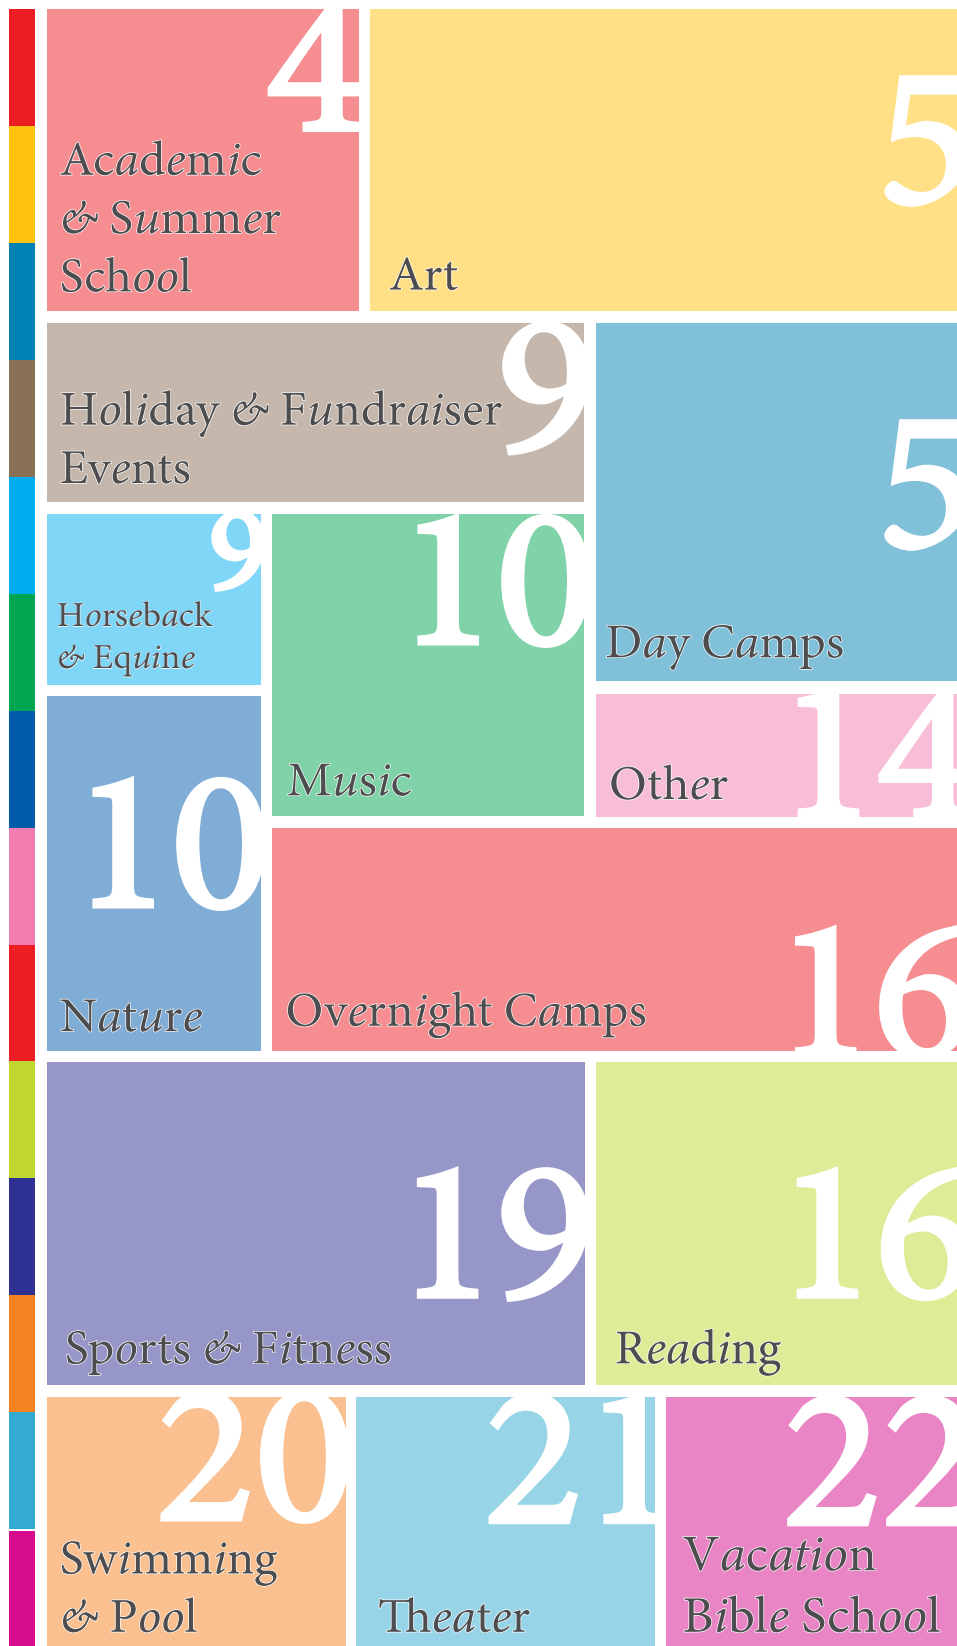 4
Academic
& Summer
School
5
Art
9
Holiday & Fundraiser
Events
5
Day Camps
9
Horseback
& Equine
10
Music
14
Other
10
Nature
16
Overnight Camps
19
Sports & Fitness
16
Reading
20
Swimming
& Pool
21
Theater
22
Vacation
Bible School